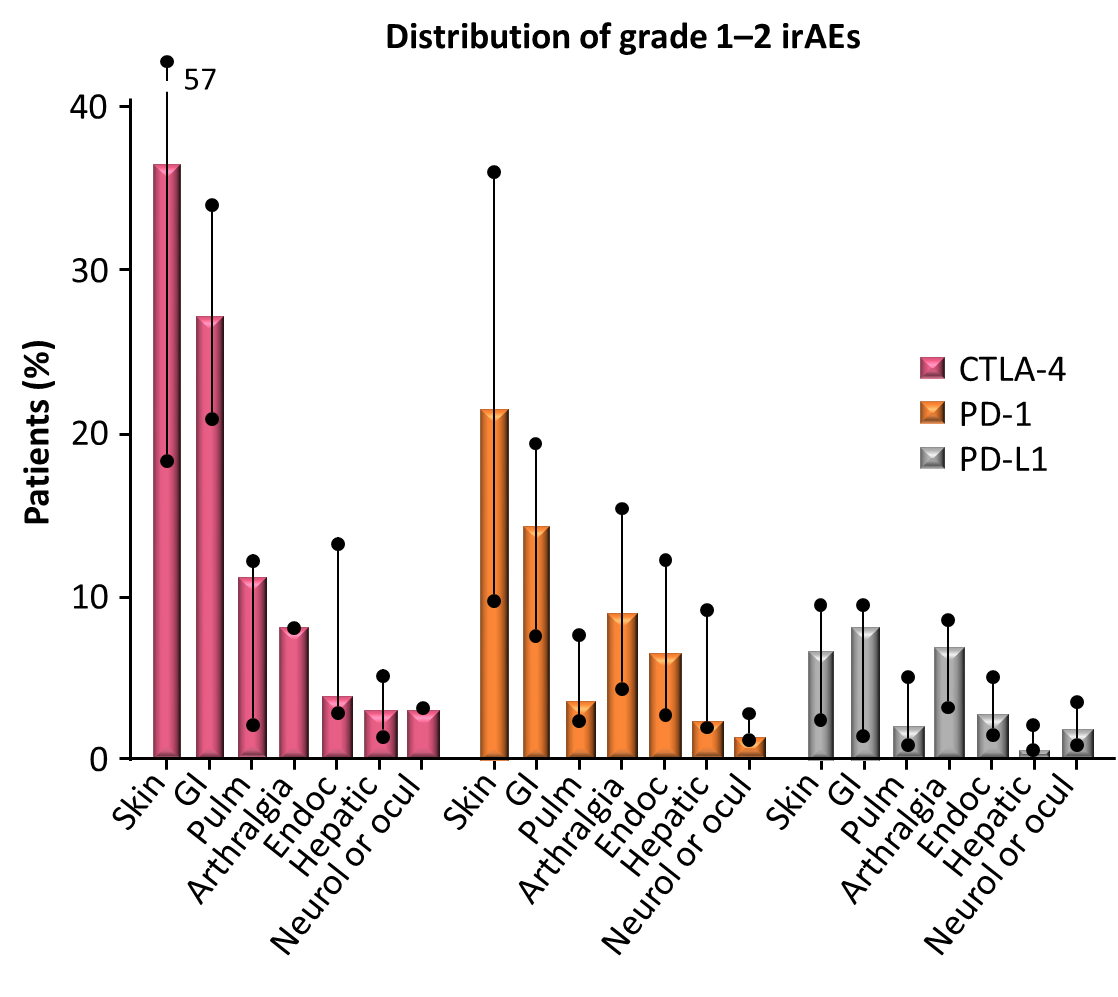 Distribution of grade 1–2 irAEs
57
40
30
20
10
0
Patients (%)
CTLA-4
PD-1
PD-L1
Skin
GI
Pulm
Arthralgia
Endoc
Hepatic
Neurol or ocul
Skin
GI
Pulm
Arthralgia
Endoc
Hepatic
Neurol or ocul
Skin
GI
Pulm
Arthralgia
Endoc
Hepatic
Neurol or ocul